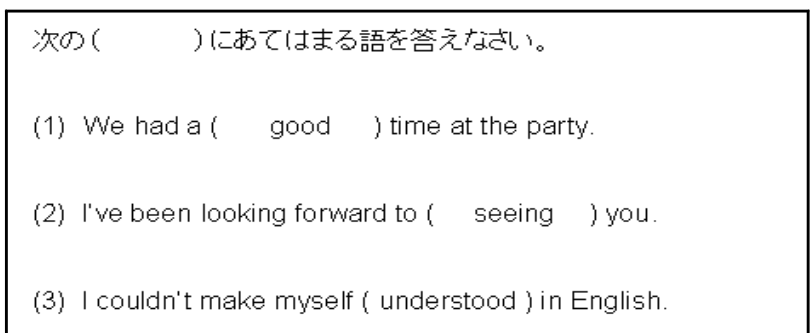 次の(　　　)にあてはまる語を答えなさい。
(1) We had a ( good ) time at the party.
(2) I've been looking forward to ( seeing ) you.
(3) I couldn't make myself ( understood ) in English.